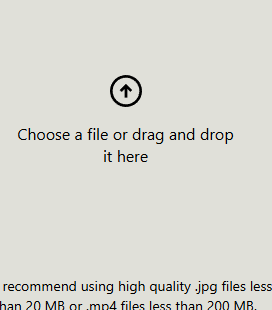 Choose a file or drag and drop
it here
recommend using high quality .jpg files less
than 20 MB or .mp4 files less than 200 MB.